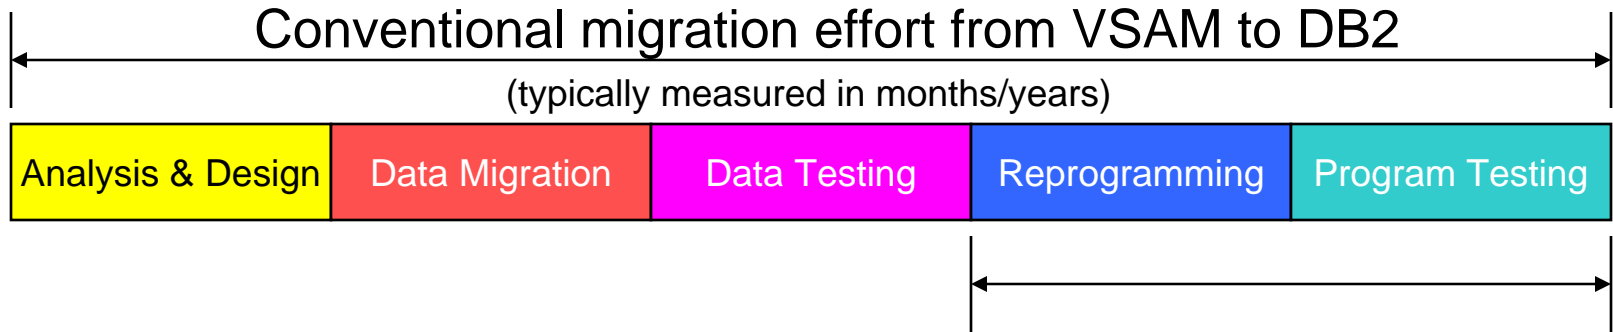 Conventional migration effort from VSAM to DB2
(typically measured in months/years)
Analysis & Design
Data Migration
Data Testing
Reprogramming
Program Testing